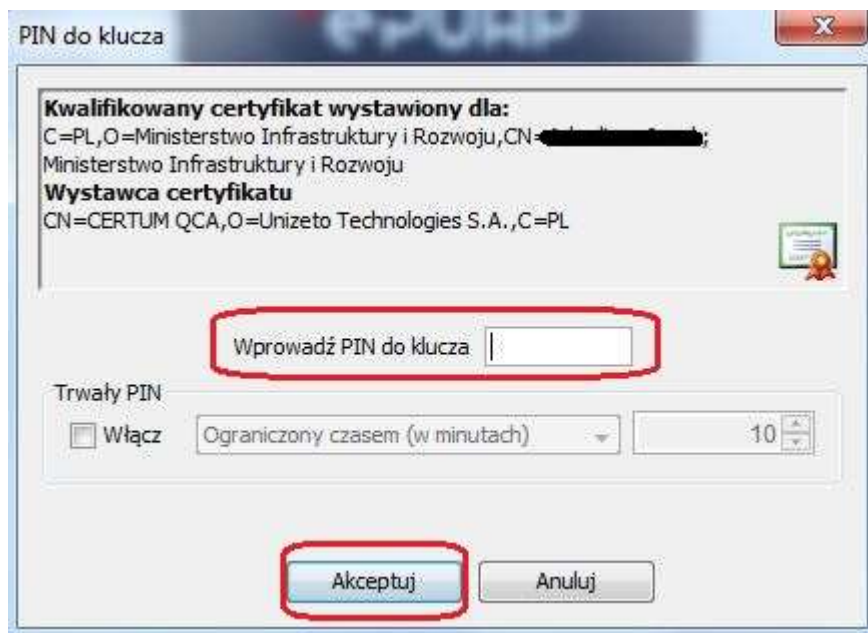 ePUAP
PIN do klucza
Kwalifikowany certyfikat wystawiony dla:
C=PL,O=Ministerstwo Infrastruktury i Rozwoju,CN=;
Ministerstwo Infrastruktury i Rozwoju
Wystawca certyfikatu
CN=CERTUM QCA,O=Unizeto Technologies S.A.,C=PL
Wprowadź PIN do klucza
Trwały PIN
Włącz Ograniczony czasem (w minutach) 10
Akceptuj Anuluj